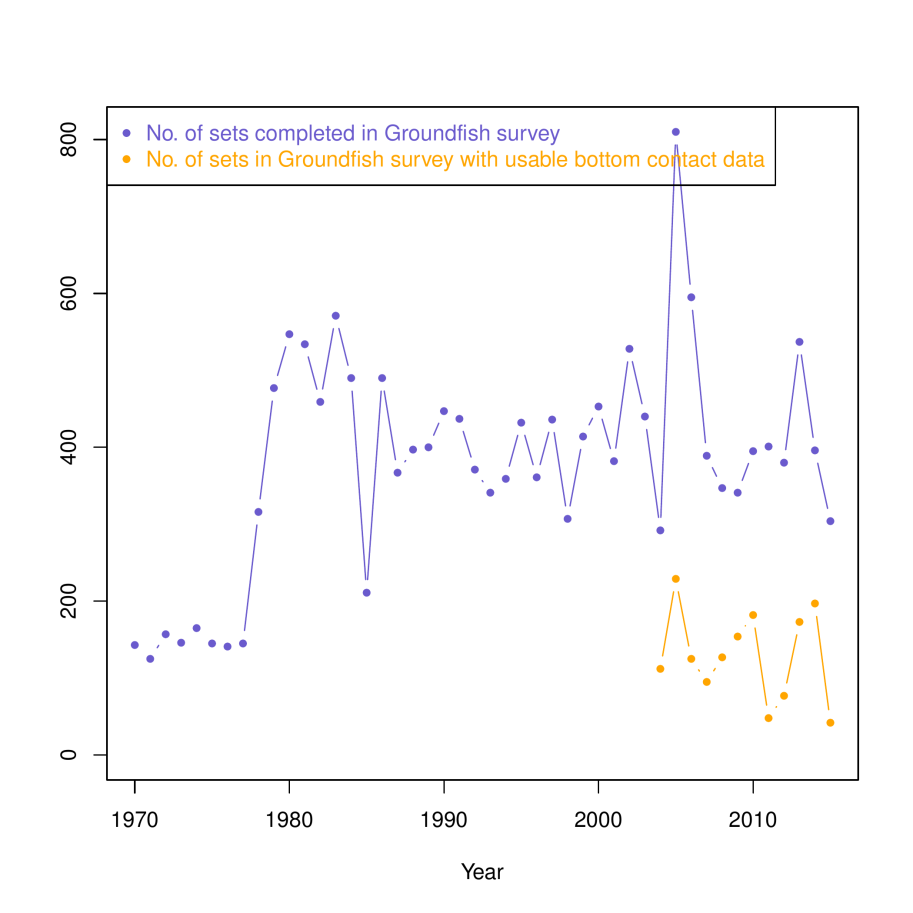 No. of sets completed in Groundfish survey
No. of sets in Groundfish survey with usable bottom contact data
800
600
400
200
0
1970 1980 1990 2000 2010
Year